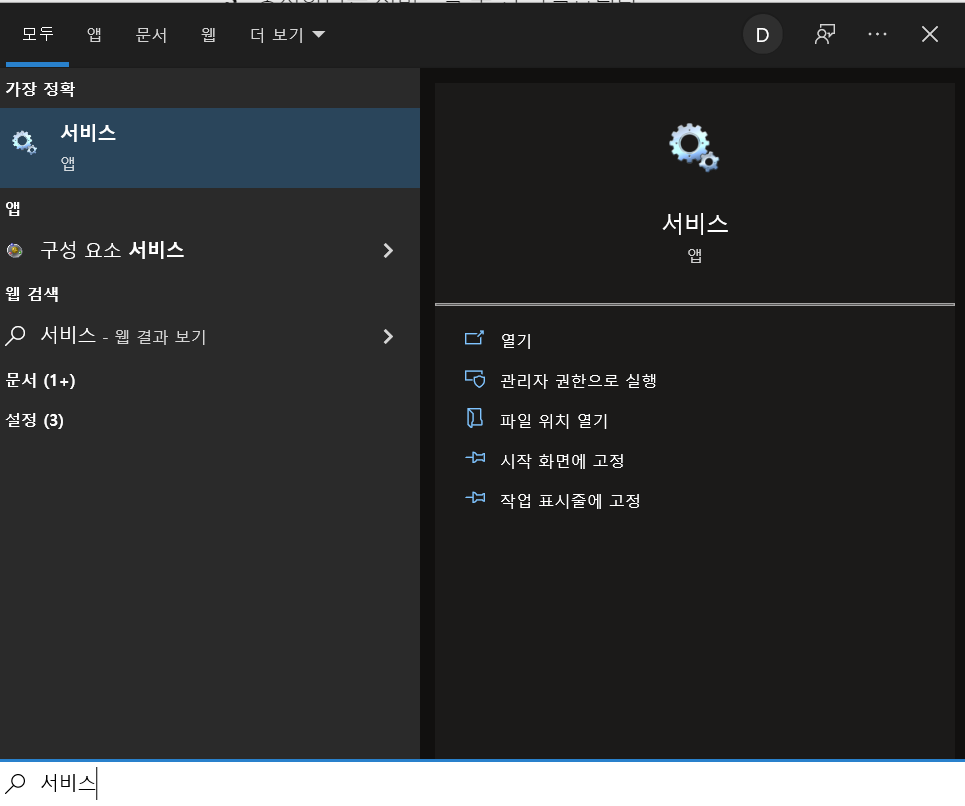 모두 앱 문서 웹 더 보기 D
가장 정확
서비스
앱
앱
구성 요소 서비스
웹 검색
서비스 - 웹 결과 보기
문서 (1+)
설정 (3)
서비스
앱
열기
관리자 권한으로 실행
파일 위치 열기
시작 화면에 고정
작업 표시줄에 고정
서비스